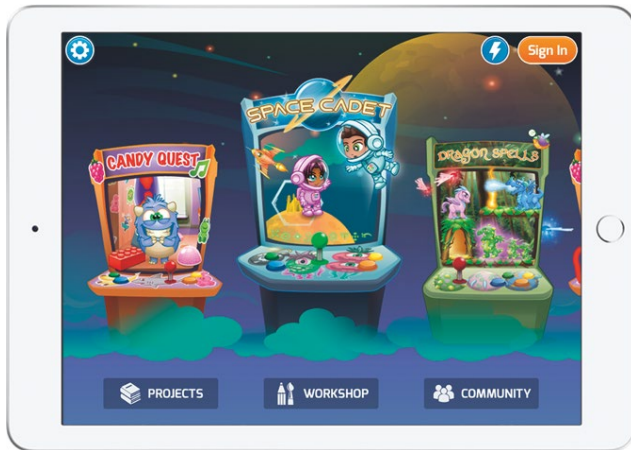 Sign In
SPACE CADET
CANDY QUEST
DRAGON SPELLS
PROJECTS
WORKSHOP
COMMUNITY